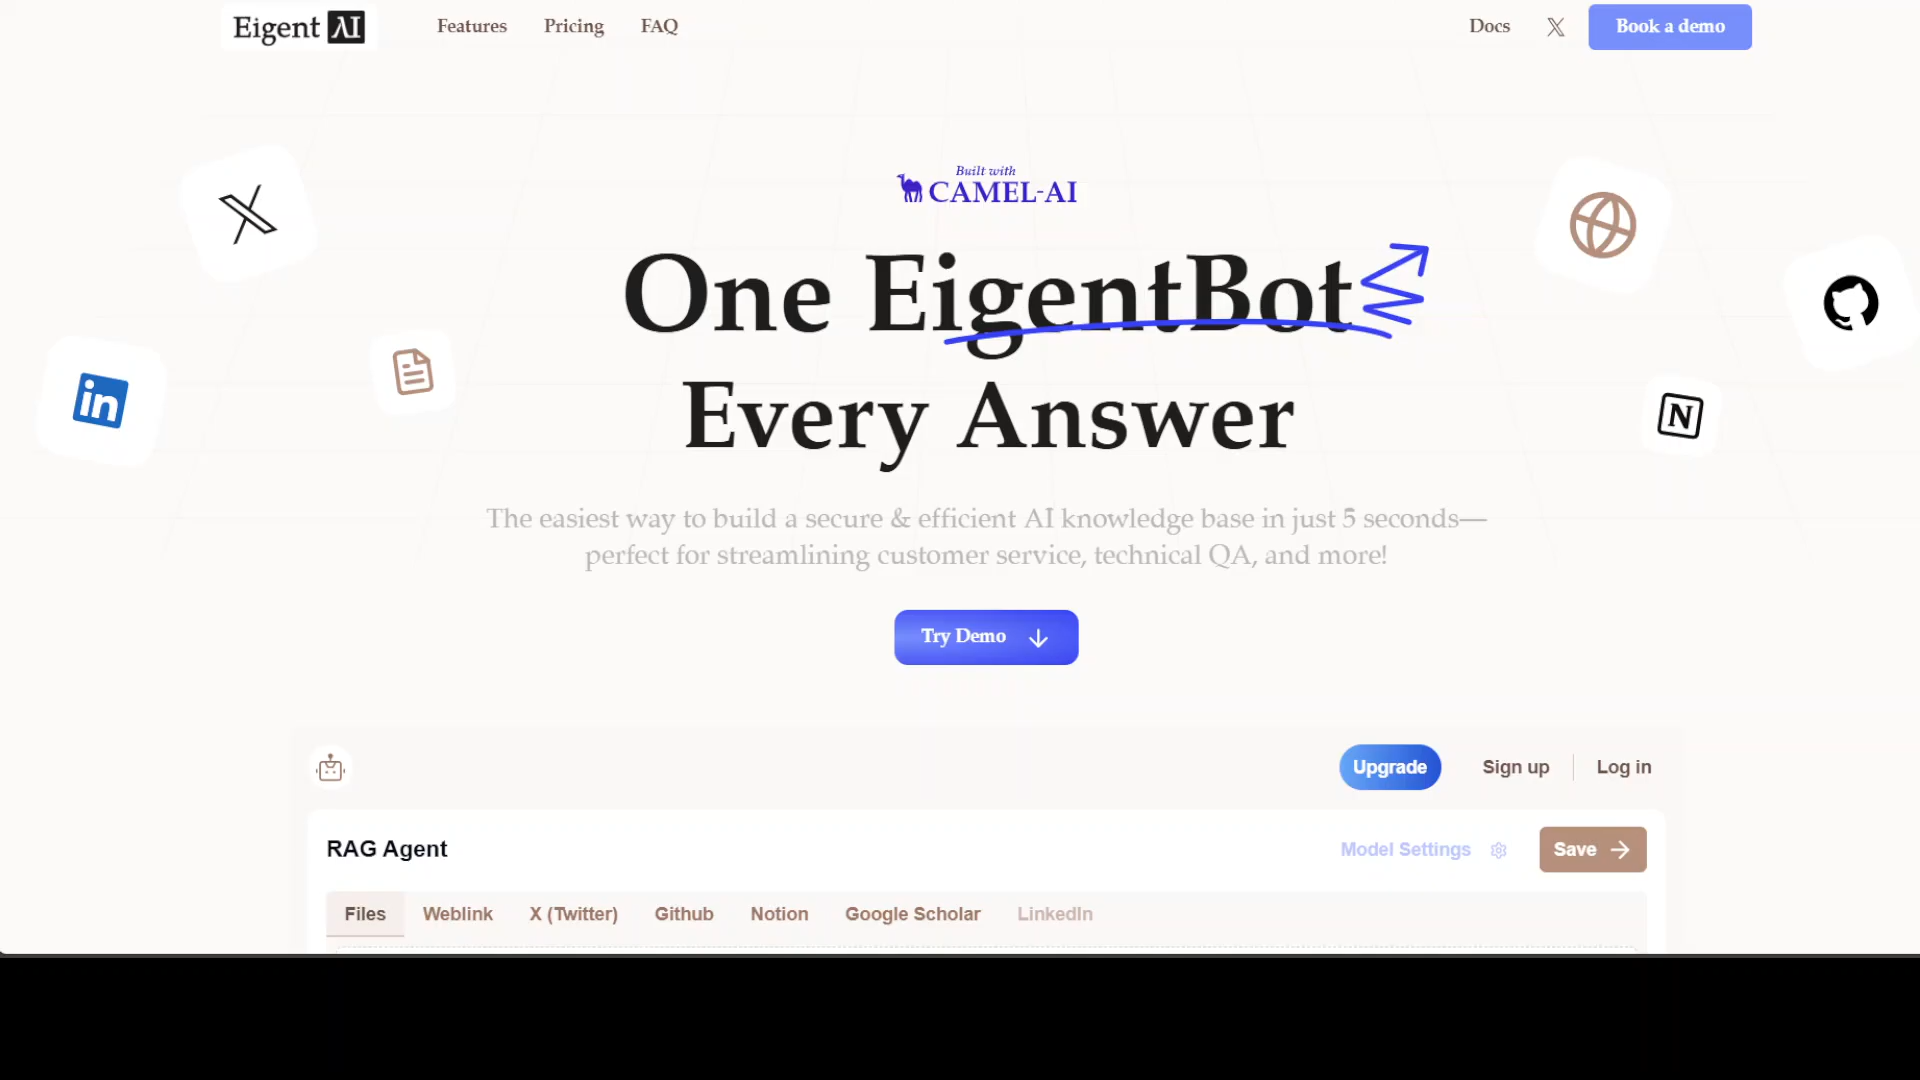 Eigent AI
Features Pricing FAQ
Docs
Book a demo
Built with
CAMEL-AI
One EigentBot
Every Answer
The easiest way to build a secure & efficient AI knowledge base in just 5 seconds—
perfect for streamlining customer service, technical QA, and more!
in
N
Try Demo
Upgrade
Sign up
Log in
RAG Agent
Model Settings
Save
Files Weblink X (Twitter) Github Notion Google Scholar LinkedIn